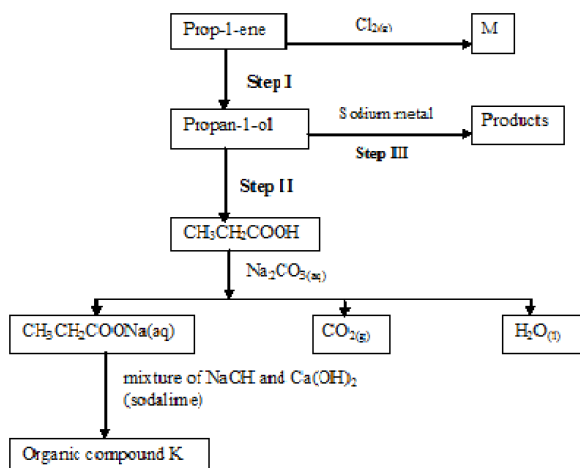 Prop-1-ene
Cl2(g)
M
Step I
Propan-1-ol
Sodium metal
Products
Step III
Step II
CH3CH2COOH
Na2CO3(aq)
CH3CH2COONa(aq)
CO2(g)
H2O(l)
mixture of NaOH and Ca(OH)2
(sodalime)
Organic compound K